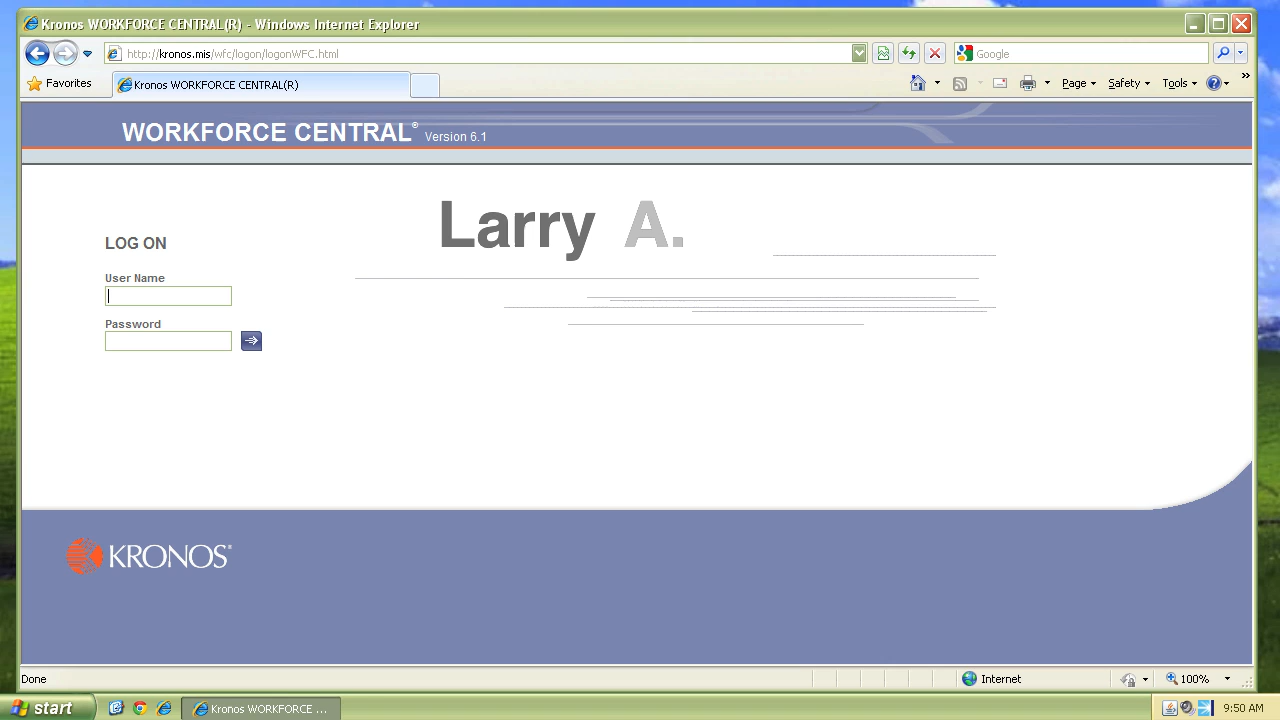 Kronos WORKFORCE CENTRAL(R) - Windows Internet Explorer
http://kronos.mis/wfc/logon/logonWFC.html
Google
Favorites
Kronos WORKFORCE CENTRAL(R)
Page
Safety
Tools
WORKFORCE CENTRAL® Version 6.1
Larry A.
LOG ON
User Name
Password
KRONOS®
Done
Internet
100%
start
Kronos WORKFORCE ...
9:50 AM